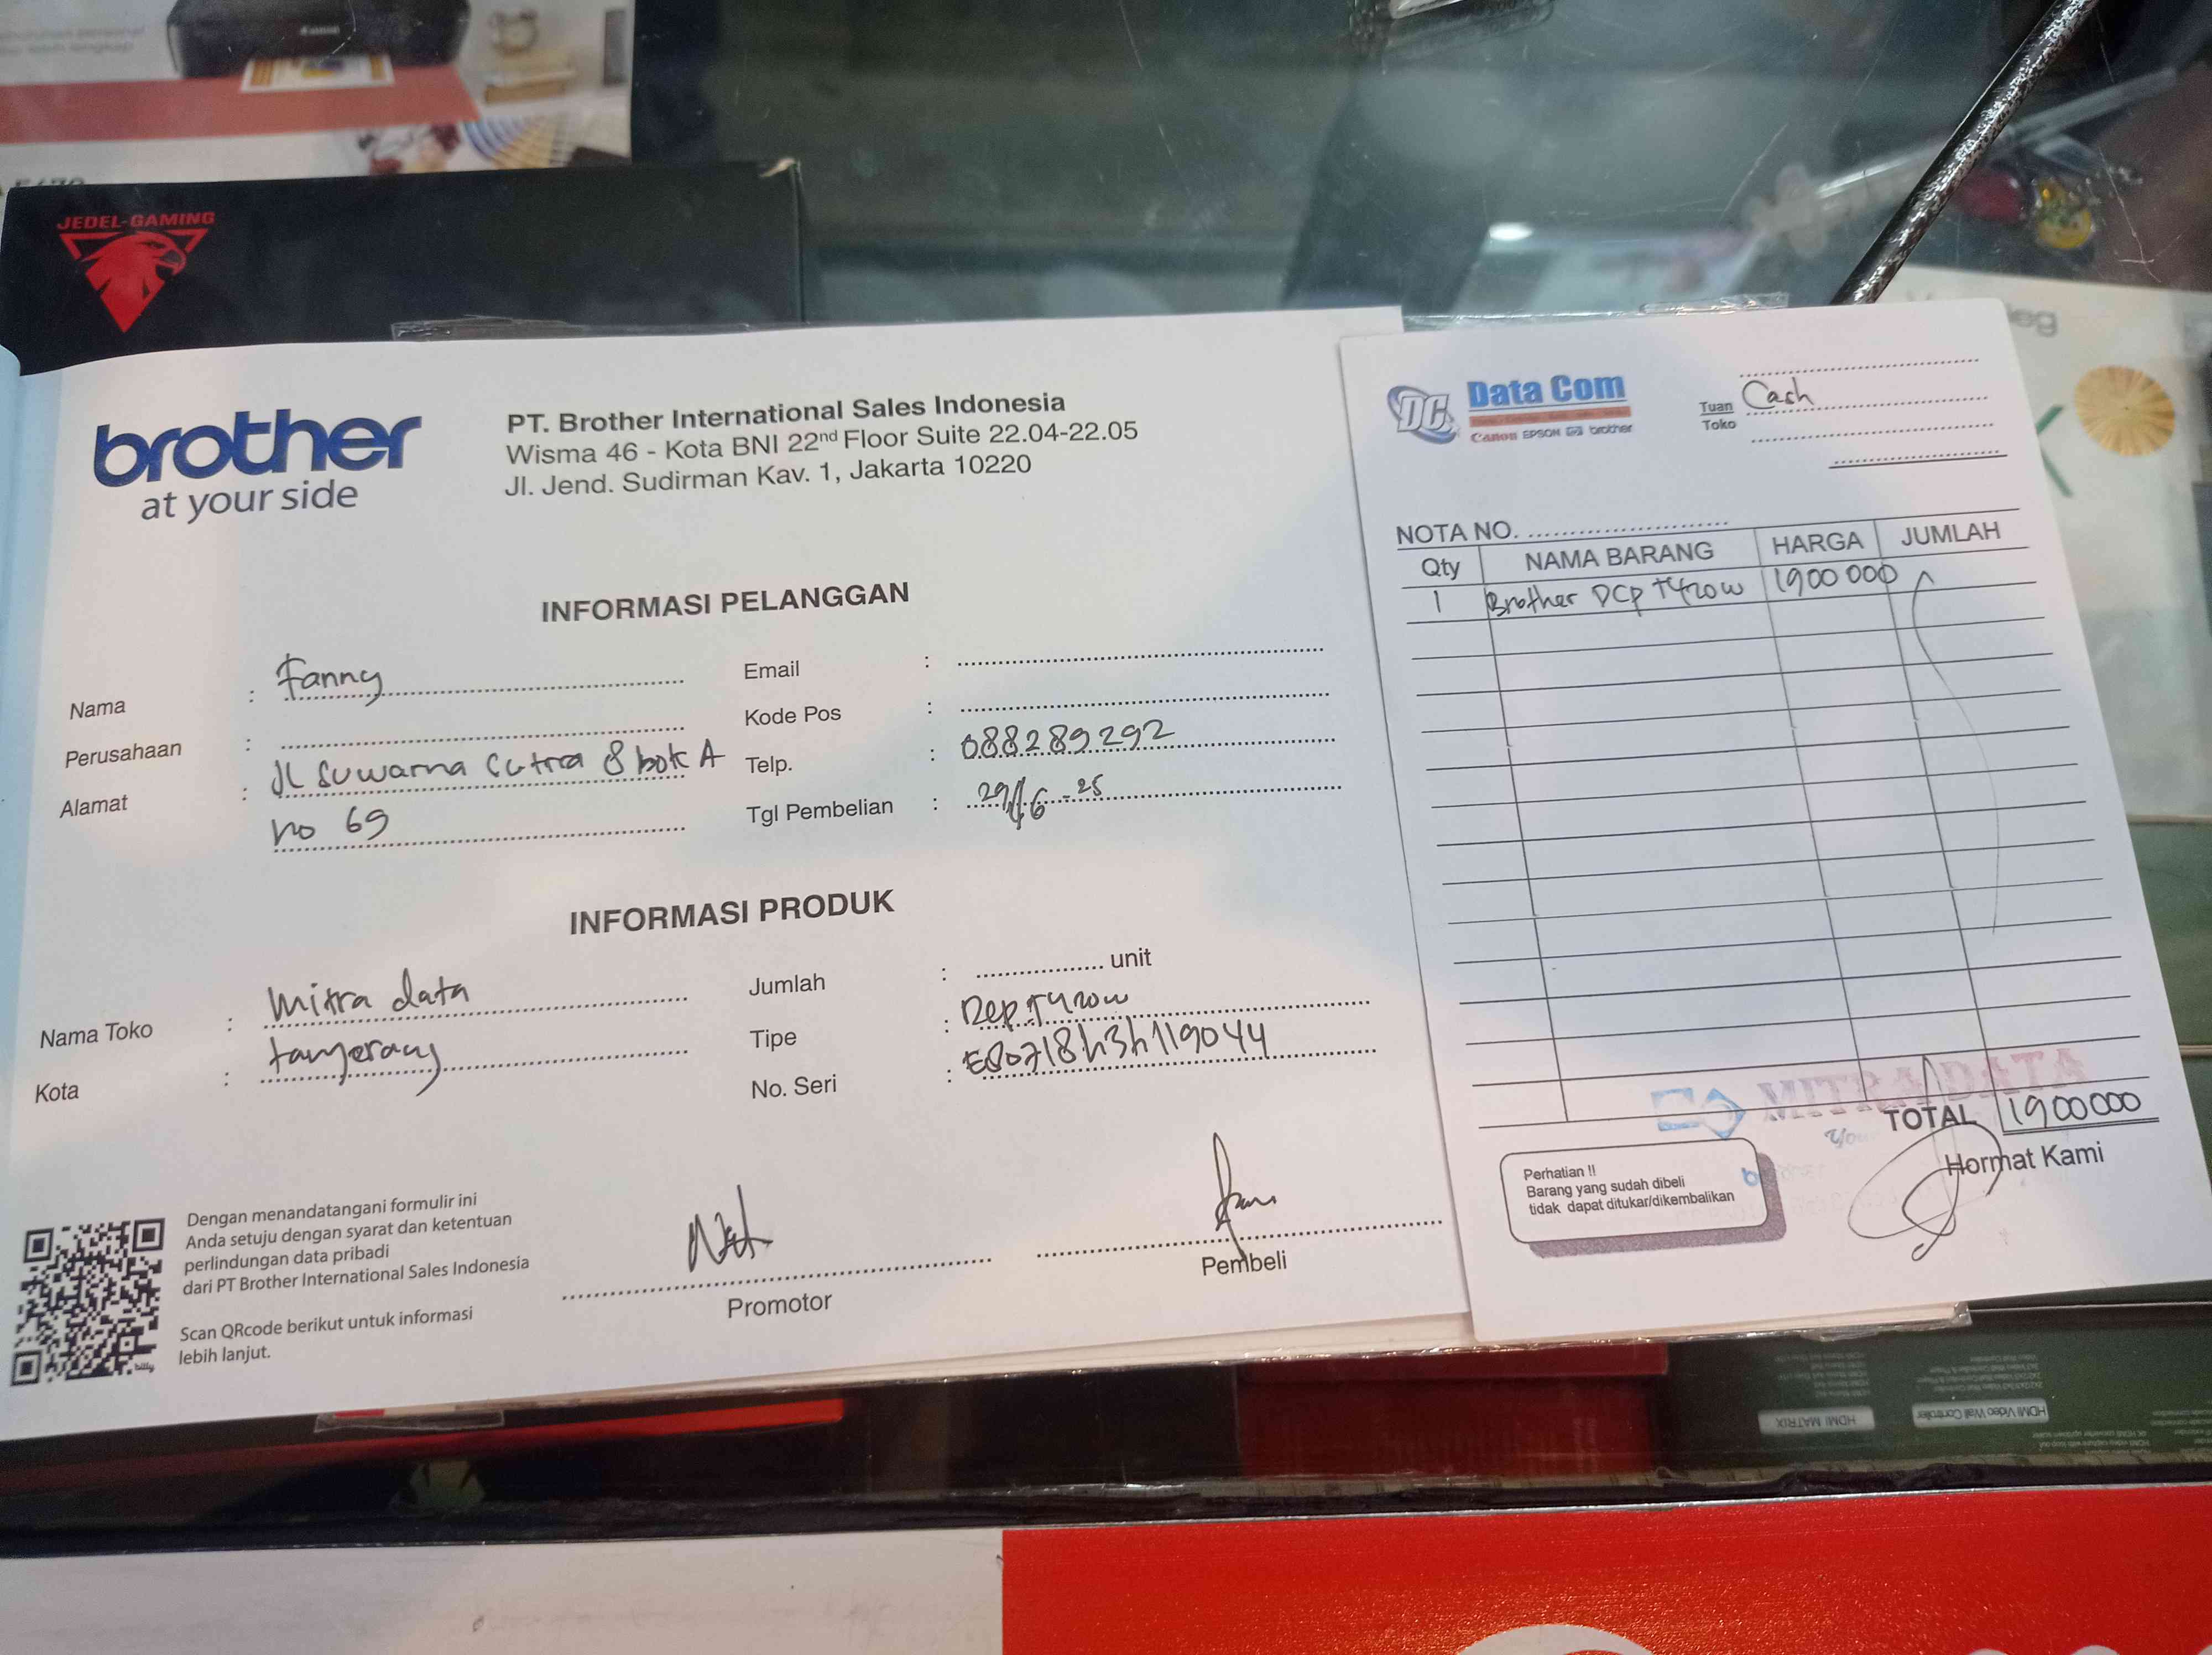 Canon
JEDEL-GAMING
brother
at your side
PT. Brother International Sales Indonesia
Wisma 46 - Kota BNI 22nd Floor Suite 22.04-22.05
Jl. Jend. Sudirman Kav. 1, Jakarta 10220
INFORMASI PELANGGAN
Nama : Fanny
Perusahaan :
Alamat : JL Suwarna Sutra 8 blok A
no 69
Email :
Kode Pos :
Telp. : 088289292
Tgl Pembelian : 29/6-25
INFORMASI PRODUK
Nama Toko : Mitra data
Kota : tangerang
Jumlah : unit
Tipe : Dcp T420w
No. Seri : E80718h3h119044
Dengan menandatangani formulir ini
Anda setuju dengan syarat dan ketentuan
perlindungan data pribadi
dari PT Brother International Sales Indonesia
Scan QRcode berikut untuk informasi
lebih lanjut.
Promotor
Pembeli
DC Data Com
Canon EPSON hp brother
Tuan
Toko
Cash
NOTA NO.
Qty NAMA BARANG HARGA JUMLAH
1 Brother DCP T420w 1900 000
MITRA DATA
TOTAL 1900000
Hormat Kami
Perhatian !!
Barang yang sudah dibeli
tidak dapat ditukar/dikembalikan
HDMI MATRIX
HDMI Video Wall Controller